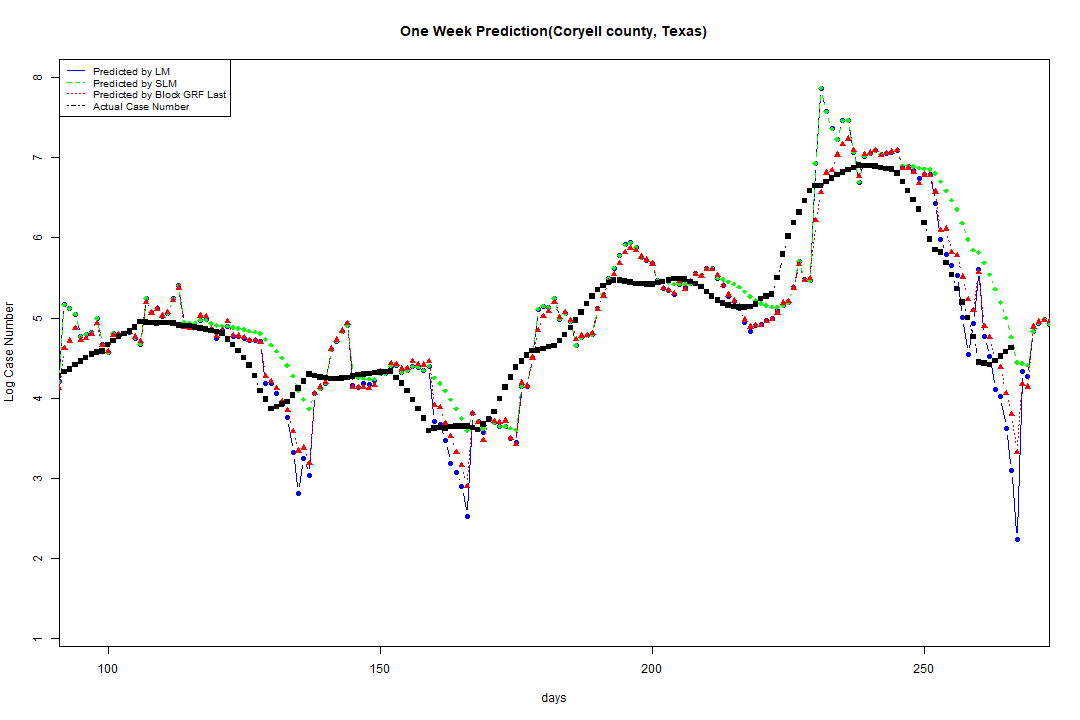 One Week Prediction(Coryell county, Texas)
Predicted by LM
Predicted by SLM
Predicted by Block GRF Last
Actual Case Number
8
7
6
5
4
3
2
1
Log Case Number
100 150 200 250
days